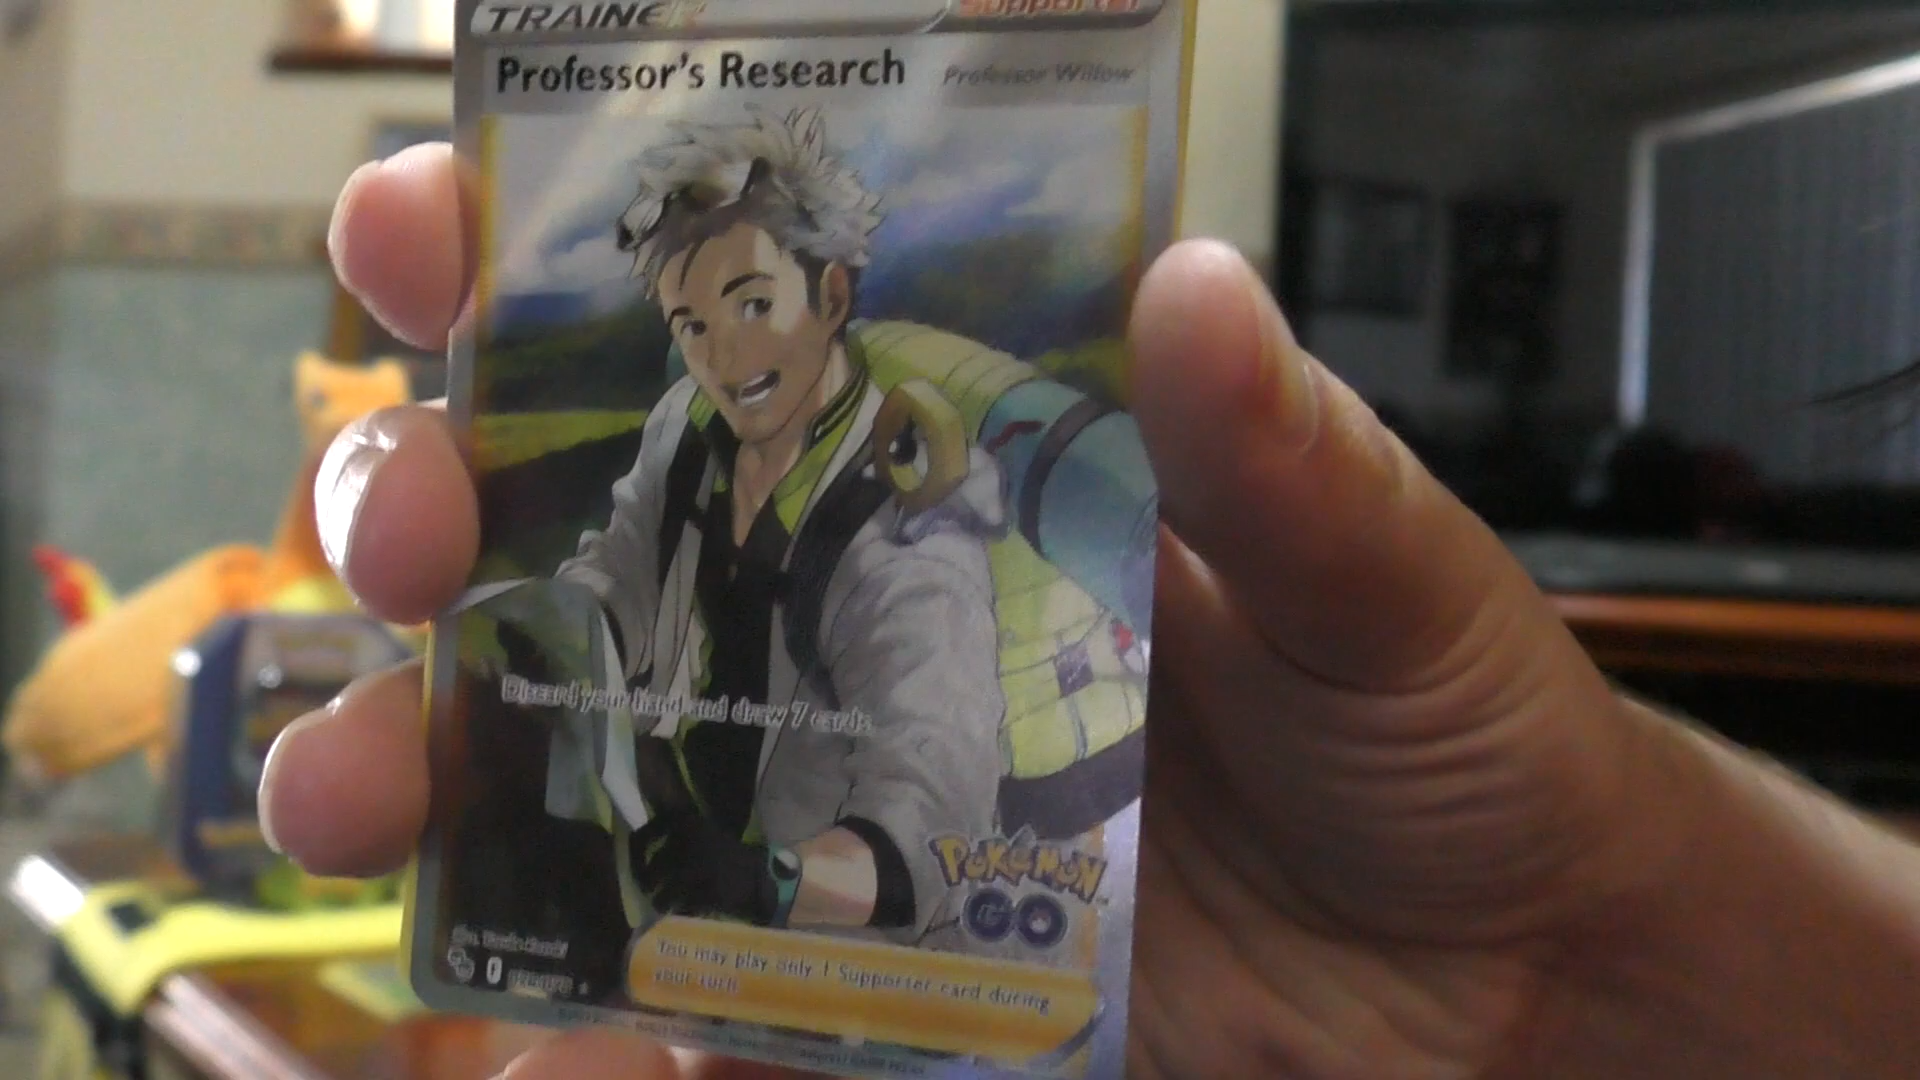 TRAINER Supporter
Professor's Research Professor Willow
Discard your hand and draw 7 cards.
POKéMON
GO
You may play only 1 Supporter card during
your turn.